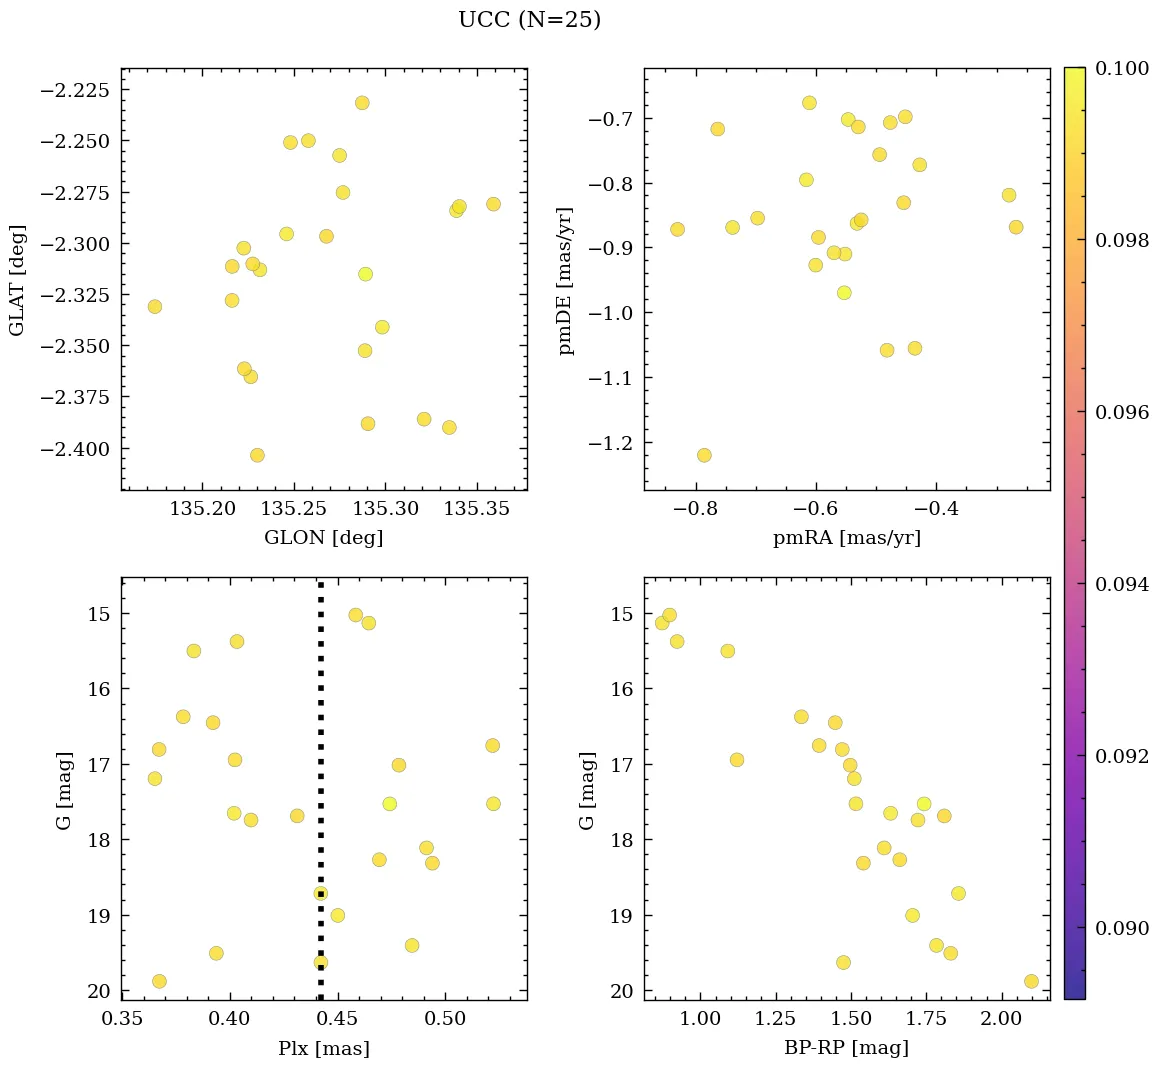 UCC (N=25)
−2.225
−2.250
−2.275
−2.300
−2.325
−2.350
−2.375
−2.400
GLAT [deg]
135.20 135.25 135.30 135.35
GLON [deg]
−0.7
−0.8
−0.9
−1.0
−1.1
−1.2
pmDE [mas/yr]
−0.8 −0.6 −0.4
pmRA [mas/yr]
15
16
17
18
19
20
G [mag]
0.35 0.40 0.45 0.50
Plx [mas]
15
16
17
18
19
20
G [mag]
1.00 1.25 1.50 1.75 2.00
BP-RP [mag]
0.100
0.098
0.096
0.094
0.092
0.090